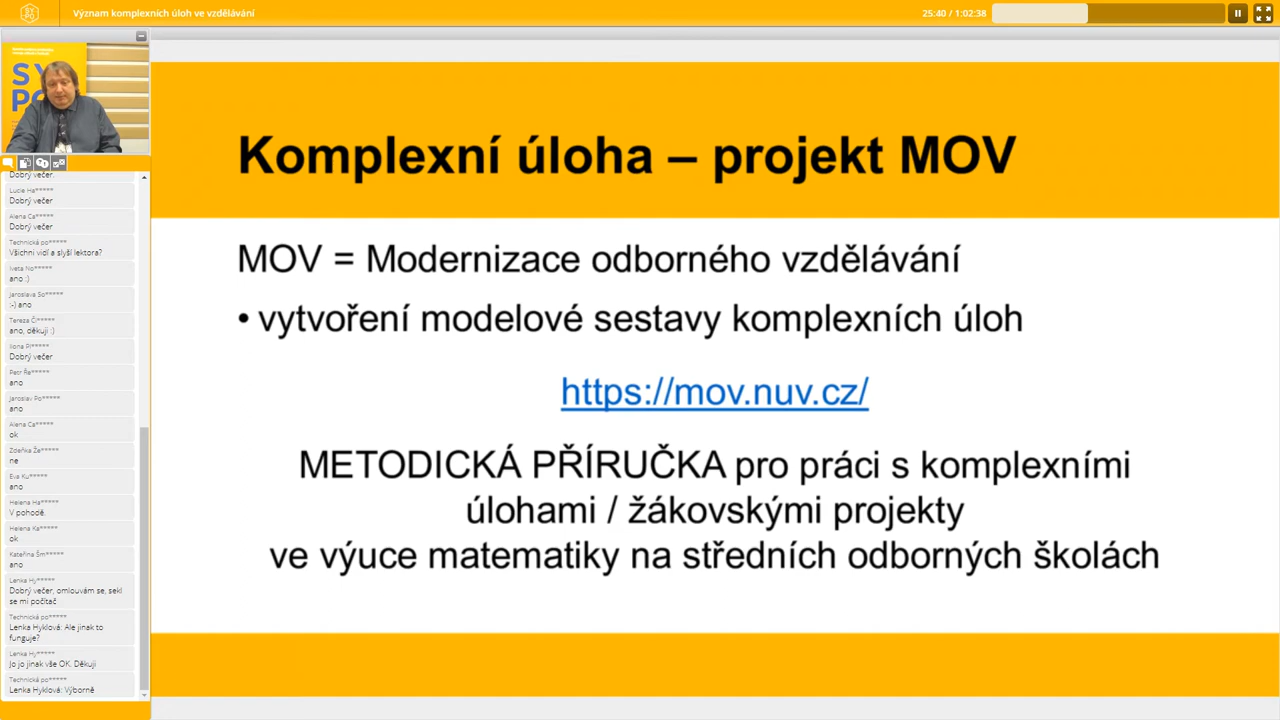 Význam komplexních úloh ve vzdělávání
25:40 / 1:02:38
SY
PO
Komplexní úloha – projekt MOV
MOV = Modernizace odborného vzdělávání
• vytvoření modelové sestavy komplexních úloh
https://mov.nuv.cz/
METODICKÁ PŘÍRUČKA pro práci s komplexními
úlohami / žákovskými projekty
ve výuce matematiky na středních odborných školách
Dobrý večer.
Lucie Ha*****
Dobrý večer
Alena Ca*****
Dobrý večer
Technická po*****
Všichni vidí a slyší lektora?
Iveta No*****
ano :)
Jaroslava So*****
:-) ano
Tereza Či*****
ano, děkuji :)
Ilona Pi*****
Dobrý večer
Petr Ře*****
ano
Jaroslav Po*****
ano
Alena Ca*****
ok
Zdeňka Že*****
ne
Eva Ku*****
ano
Helena Ha*****
V pohodě.
Helena Ka*****
ok
Kateřina Šm*****
ano
Lenka Hy*****
Dobrý večer, omlouvám se, sekl
se mi počítač
Technická po*****
Lenka Hyklová: Ale jinak to
funguje?
Lenka Hy*****
Jo jo jinak vše OK. Děkuji
Technická po*****
Lenka Hyklová: Výborně